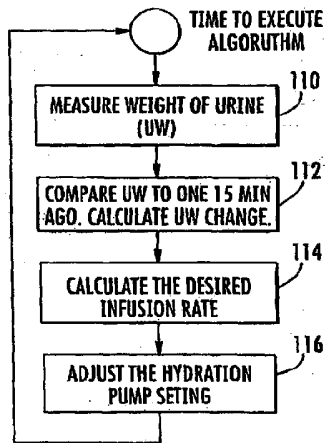 TIME TO EXECUTE
ALGORUTHM
110
MEASURE WEIGHT OF URINE
(UW)
112
COMPARE UW TO ONE 15 MIN
AGO. CALCULATE UW CHANGE.
114
CALCULATE THE DESIRED
INFUSION RATE
116
ADJUST THE HYDRATION
PUMP SETING